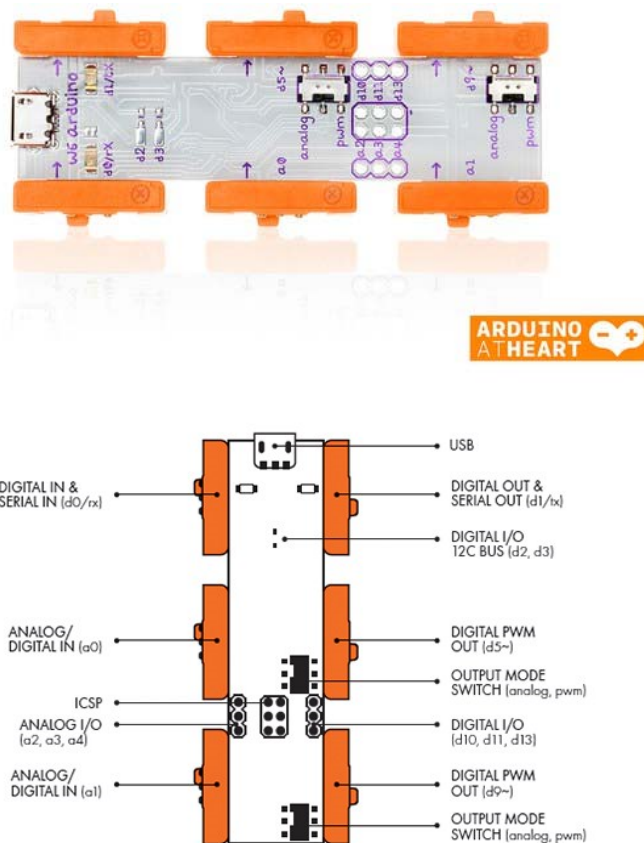 d1/tx
d5~
d10
d11
d13
d9~
w6 arduino
d2
d3
analog
pwm
a2
a3
a4
analog
pwm
d0/rx
a0
a1
ARDUINO
ATHEART
USB
DIGITAL IN &
SERIAL IN (d0/rx)
DIGITAL OUT &
SERIAL OUT (d1/tx)
DIGITAL I/O
12C BUS (d2, d3)
ANALOG/
DIGITAL IN (a0)
DIGITAL PWM
OUT (d5~)
OUTPUT MODE
SWITCH (analog, pwm)
ICSP
ANALOG I/O
(a2, a3, a4)
DIGITAL I/O
(d10, d11, d13)
ANALOG/
DIGITAL IN (a1)
DIGITAL PWM
OUT (d9~)
OUTPUT MODE
SWITCH (analog, pwm)